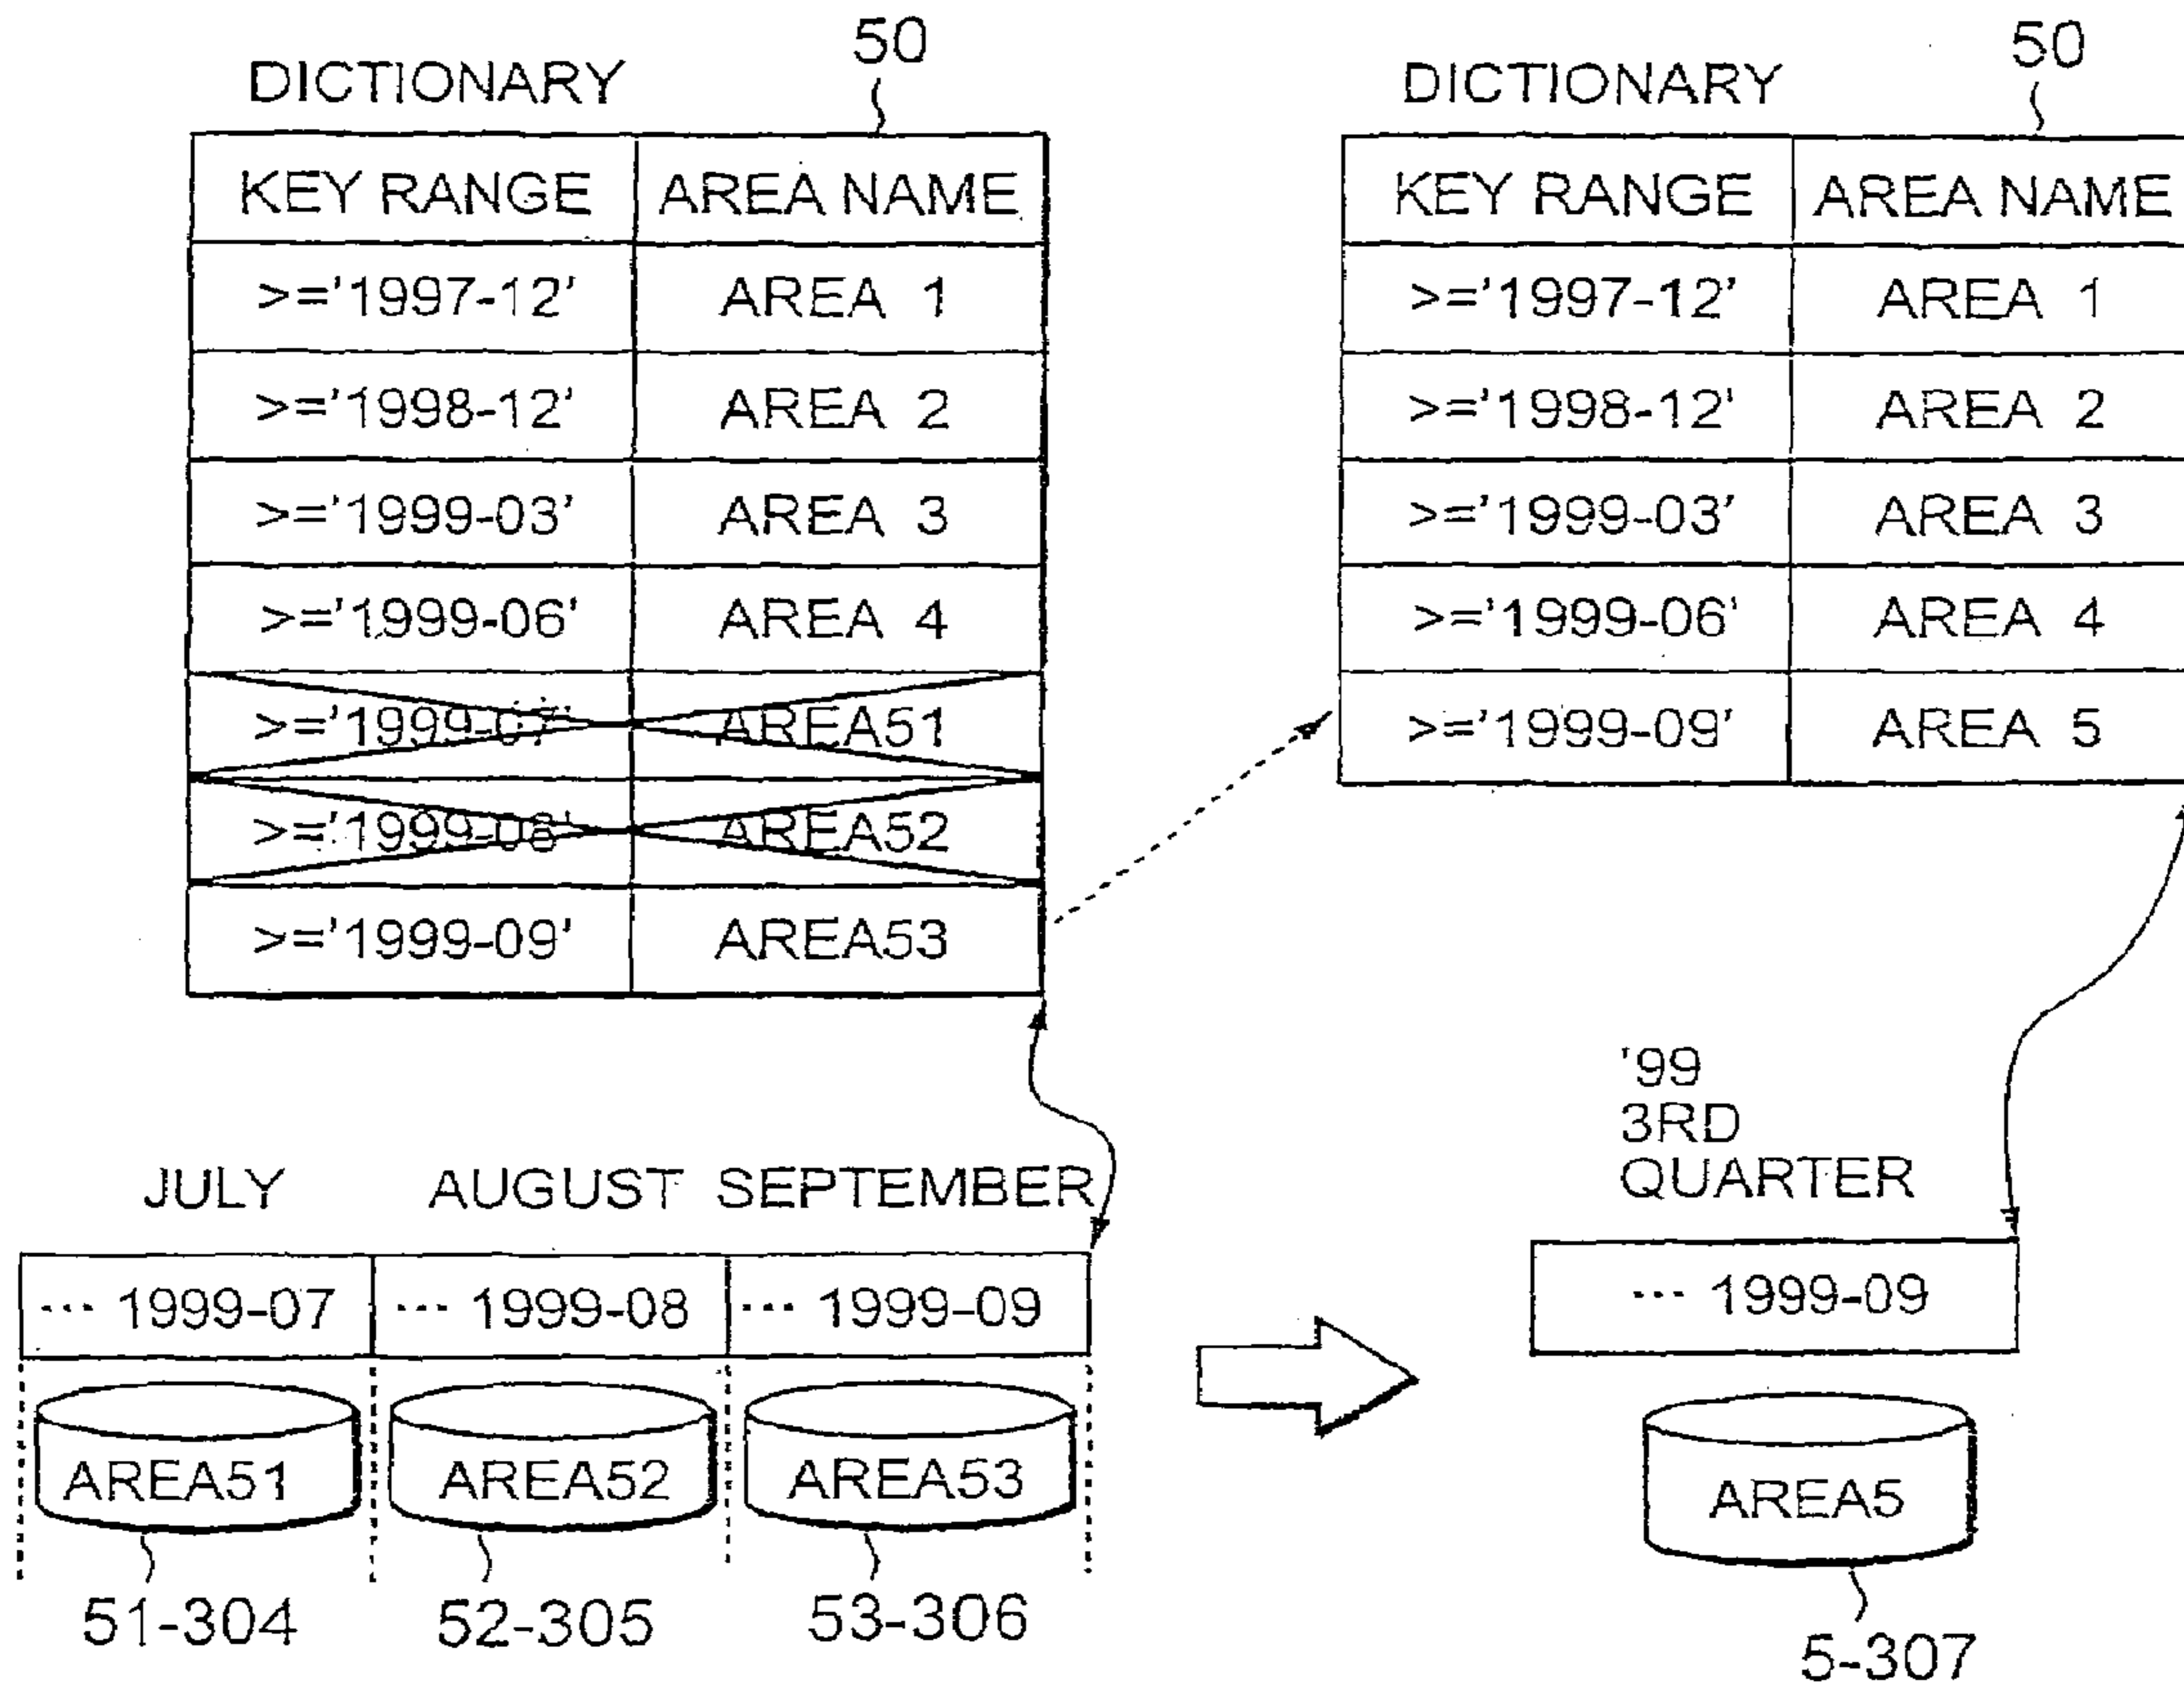 50
DICTIONARY
KEY RANGE AREA NAME
>='1997-12' AREA 1
>='1998-12' AREA 2
>='1999-03' AREA 3
>='1999-06' AREA 4
>='1999-07' AREA51
>='1999-08' AREA52
>='1999-09' AREA53
50
DICTIONARY
KEY RANGE AREA NAME
>='1997-12' AREA 1
>='1998-12' AREA 2
>='1999-03' AREA 3
>='1999-06' AREA 4
>='1999-09' AREA 5
JULY AUGUST SEPTEMBER
... 1999-07 ... 1999-08 ... 1999-09
AREA51 AREA52 AREA53
51-304 52-305 53-306
'99
3RD
QUARTER
... 1999-09
AREA5
5-307